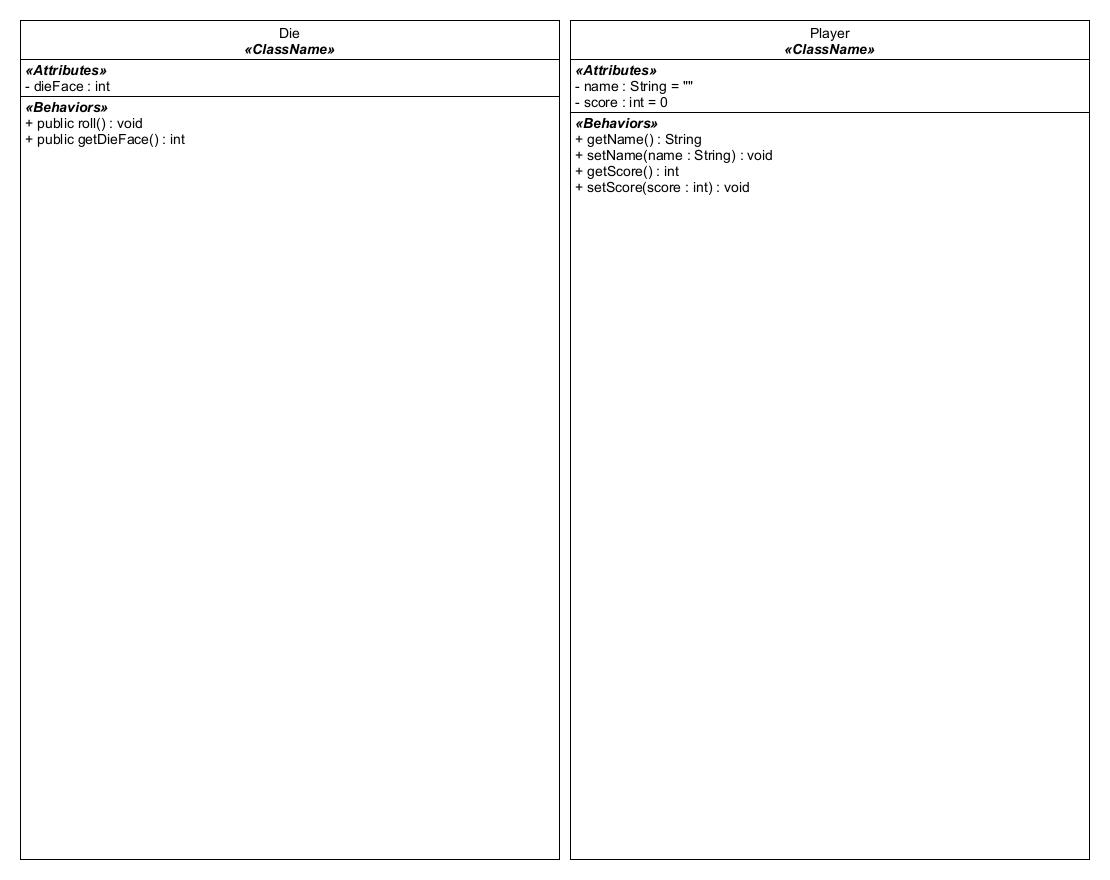 Die
«ClassName»
«Attributes»
- dieFace : int
«Behaviors»
+ public roll() : void
+ public getDieFace() : int
Player
«ClassName»
«Attributes»
- name : String = ""
- score : int = 0
«Behaviors»
+ getName() : String
+ setName(name : String) : void
+ getScore() : int
+ setScore(score : int) : void